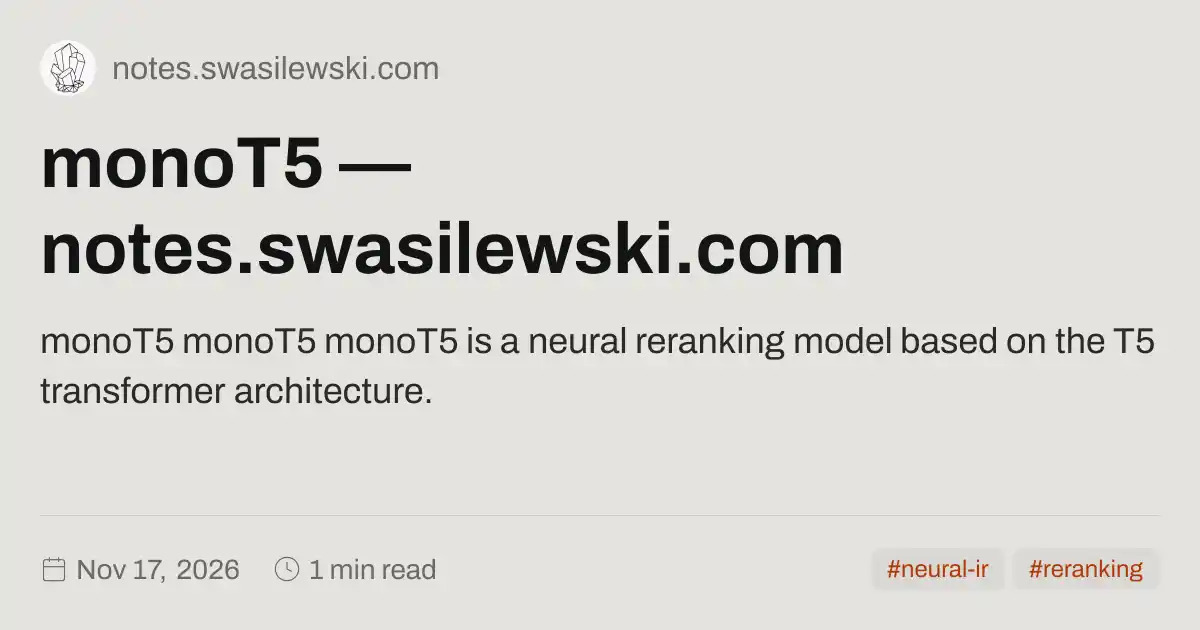 notes.swasilewski.com
monoT5 —
notes.swasilewski.com
monoT5 monoT5 monoT5 is a neural reranking model based on the T5
transformer architecture.
Nov 17, 2026 1 min read #neural-ir #reranking